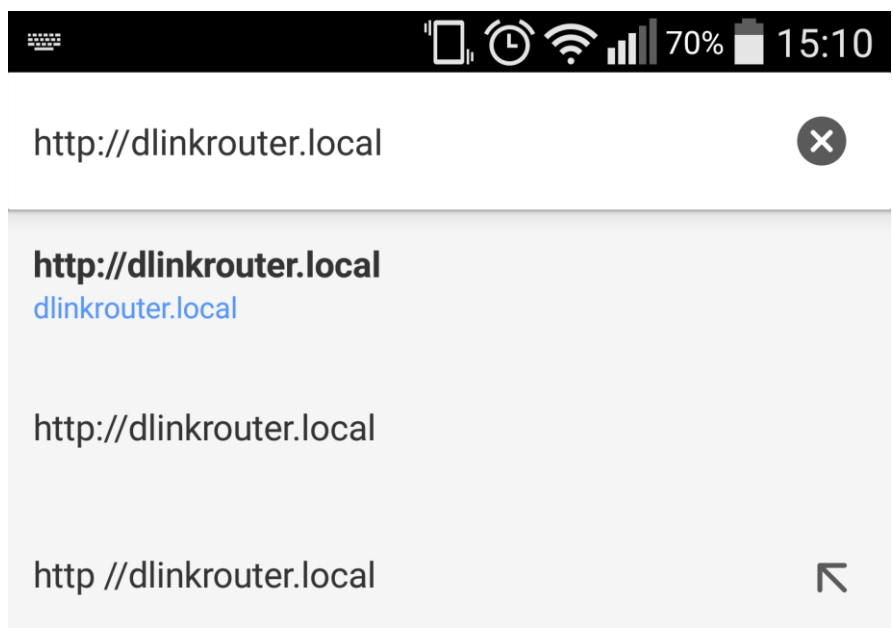 70% 15:10
http://dlinkrouter.local
http://dlinkrouter.local
dlinkrouter.local
http://dlinkrouter.local
http //dlinkrouter.local